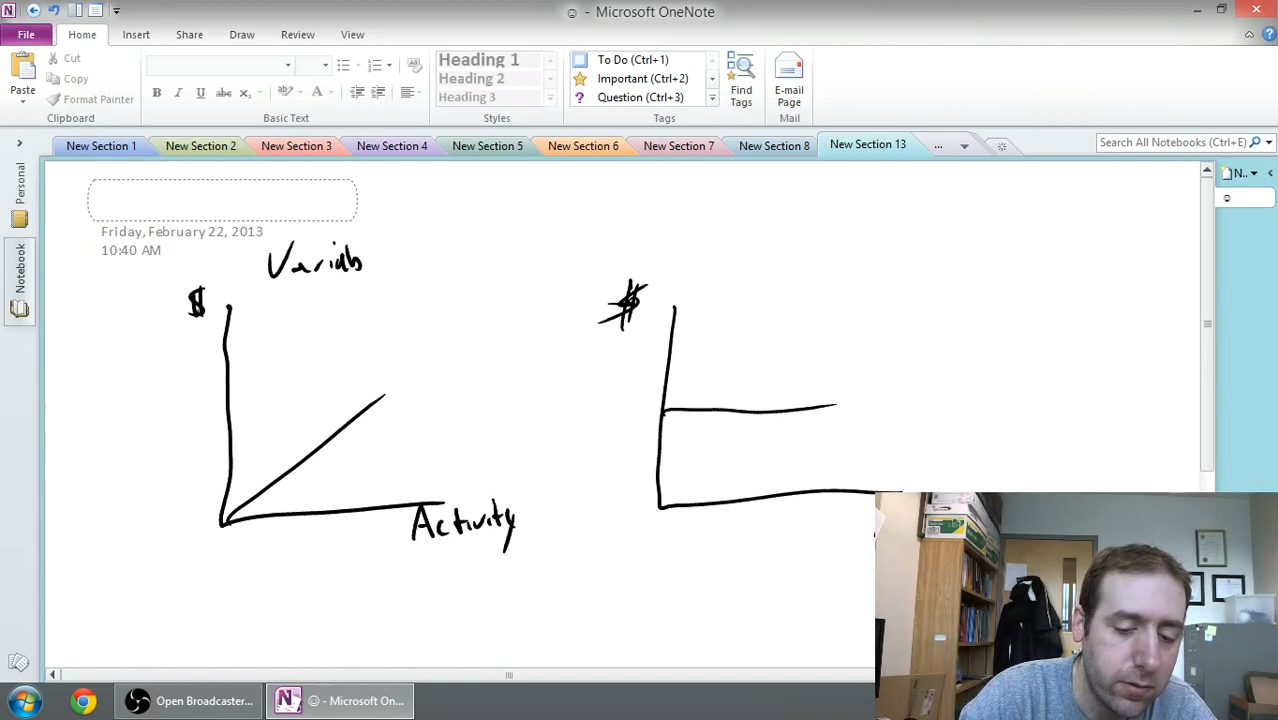 ☺ - Microsoft OneNote
File Home Insert Share Draw Review View
Paste
Cut
Copy
Format Painter
Clipboard
B I U abc X₂ A
Basic Text
Heading 1
Heading 2
Heading 3
Styles
To Do (Ctrl+1)
Important (Ctrl+2)
? Question (Ctrl+3)
Tags
Find
Tags
E-mail
Page
Mail
New Section 1 New Section 2 New Section 3 New Section 4 New Section 5 New Section 6 New Section 7 New Section 8 New Section 13 ... Search All Notebooks (Ctrl+E)
Personal
Notebook
N..
☺
Friday, February 22, 2013
10:40 AM
Variab
$
$
Activity
Open Broadcaster... ☺ - Microsoft On...